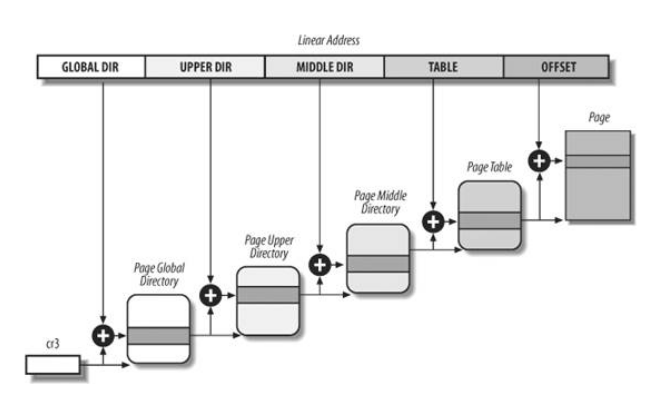 Linear Address
GLOBAL DIR UPPER DIR MIDDLE DIR TABLE OFFSET
Page
Page Table
Page Middle
Directory
Page Upper
Directory
Page Global
Directory
cr3